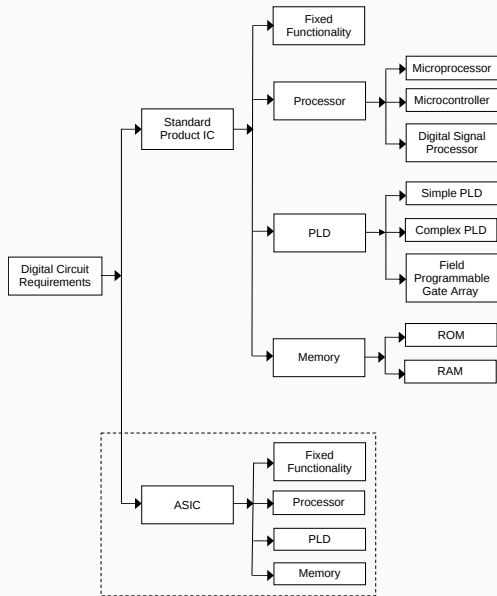 Fixed
Functionality
Microprocessor
Processor
Microcontroller
Standard
Product IC
Digital Signal
Processor
Simple PLD
PLD
Complex PLD
Digital Circuit
Requirements
Field
Programmable
Gate Array
ROM
Memory
RAM
Fixed
Functionality
ASIC
Processor
PLD
Memory